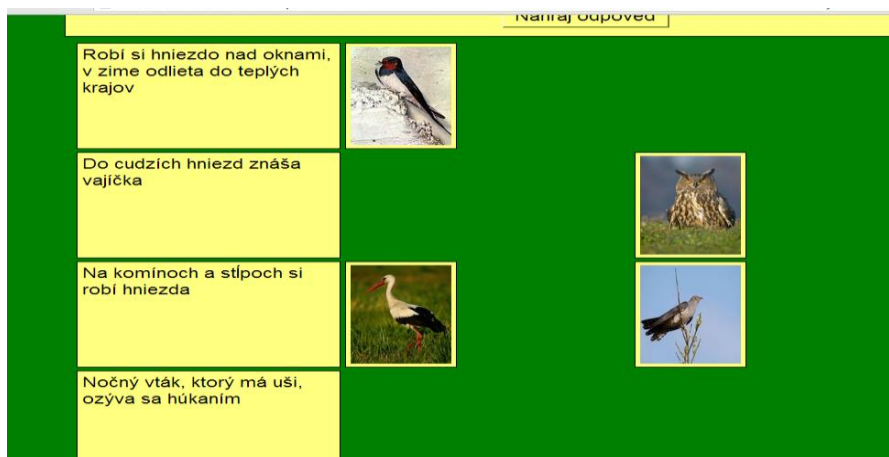 Nahraj odpoveď
Robí si hniezdo nad oknami,
v zime odlieta do teplých
krajov
Do cudzích hniezd znáša
vajíčka
Na komínoch a stĺpoch si
robí hniezda
Nočný vták, ktorý má uši,
ozýva sa húkaním